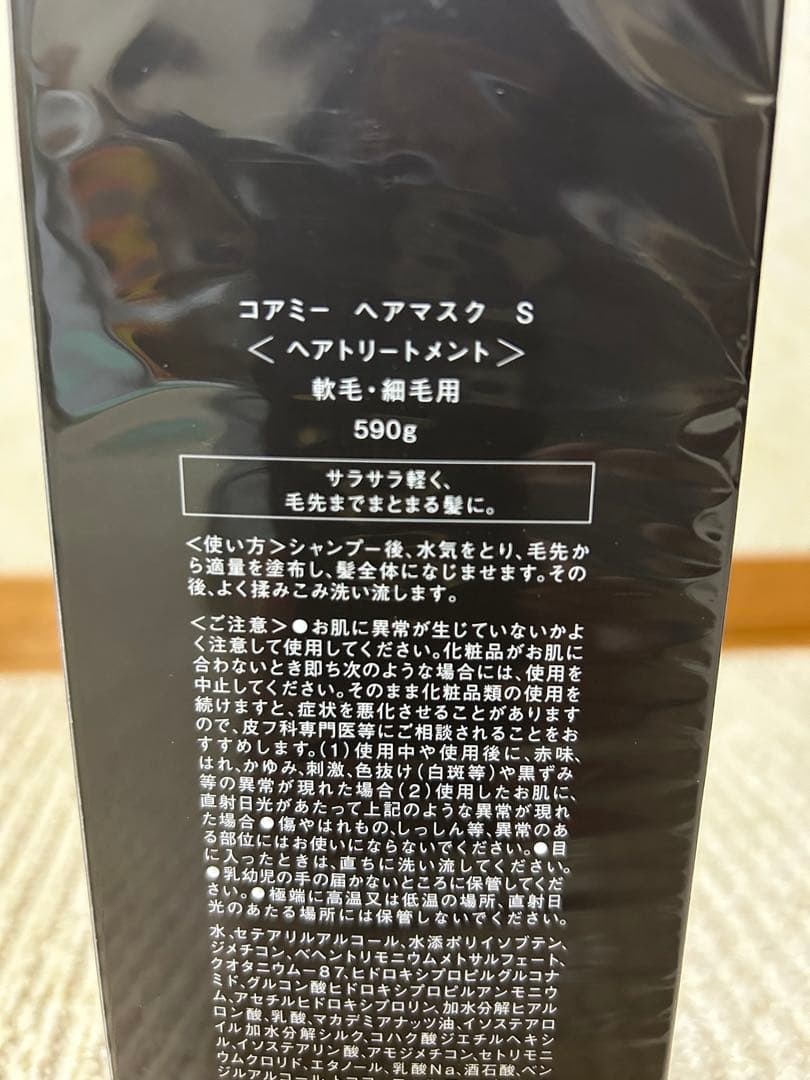 コアミー ヘアマスク S
＜ヘアトリートメント＞
軟毛・細毛用
590g
サラサラ軽く、
毛先までまとまる髪に。
＜使い方＞シャンプー後、水気をとり、毛先か
ら適量を塗布し、髪全体になじませます。その
後、よく揉みこみ洗い流します。
＜ご注意＞●お肌に異常が生じていないかよ
く注意して使用してください。化粧品がお肌に
合わないとき即ち次のような場合には、使用を
中止してください。そのまま化粧品類の使用を
続けますと、症状を悪化させることがあります
ので、皮フ科専門医等にご相談されることをお
すすめします。(1)使用中や使用後に、赤味、
はれ、かゆみ、刺激、色抜け(白斑等)や黒ずみ
等の異常が現れた場合(2)使用したお肌に、
直射日光があたって上記のような異常が現れ
た場合●傷やはれもの、しっしん等、異常のあ
る部位にはお使いにならないでください。●目
に入ったときは、直ちに洗い流してください。
●乳幼児の手の届かないところに保管してくだ
さい。●極端に高温又は低温の場所、直射日
光のあたる場所には保管しないでください。
水、セテアリルアルコール、水添ポリイソブテン、
ジメチコン、ベヘントリモニウムメトサルフェート、
クオタニウム－87、ヒドロキシプロピルグルコナ
ミド、グルコン酸ヒドロキシプロピルアンモニウ
ム、アセチルヒドロキシプロリン、加水分解ヒアル
ロン酸、乳酸、マカデミアナッツ油、イソステアロ
イル加水分解シルク、コハク酸ジエチルヘキシ
ル、イソステアリン酸、アモジメチコン、セトリモニ
ウムクロリド、エタノール、乳酸Na、酒石酸、ベン
ジルアルコール、